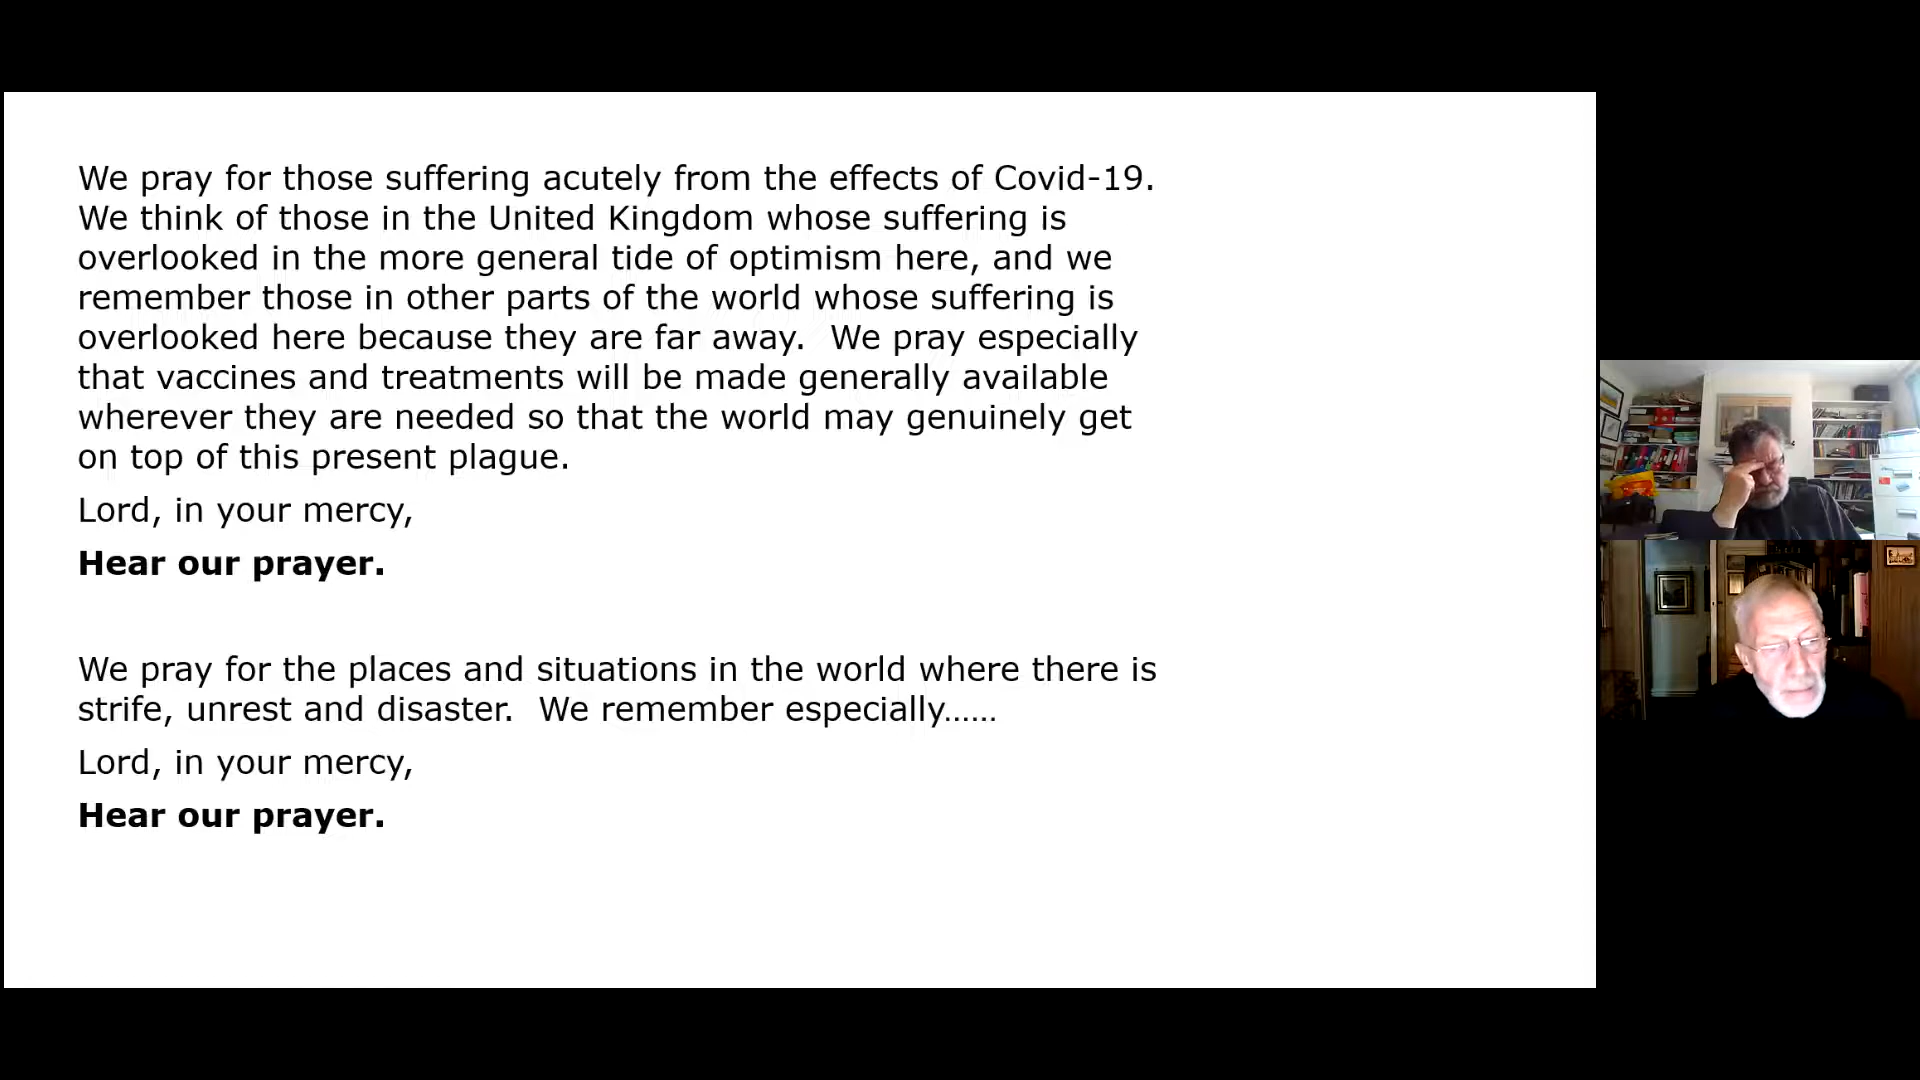 We pray for those suffering acutely from the effects of Covid-19.
We think of those in the United Kingdom whose suffering is
overlooked in the more general tide of optimism here, and we
remember those in other parts of the world whose suffering is
overlooked here because they are far away.  We pray especially
that vaccines and treatments will be made generally available
wherever they are needed so that the world may genuinely get
on top of this present plague.
Lord, in your mercy,
Hear our prayer.
We pray for the places and situations in the world where there is
strife, unrest and disaster.  We remember especially......
Lord, in your mercy,
Hear our prayer.